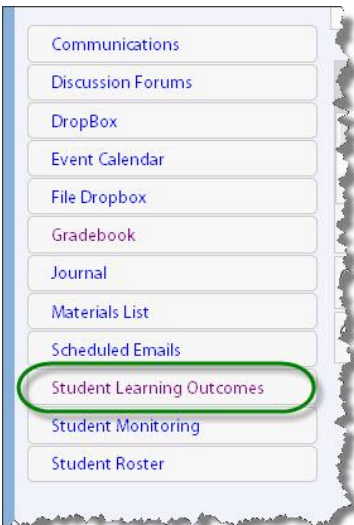 Communications
Discussion Forums
DropBox
Event Calendar
File Dropbox
Gradebook
Journal
Materials List
Scheduled Emails
Student Learning Outcomes
Student Monitoring
Student Roster